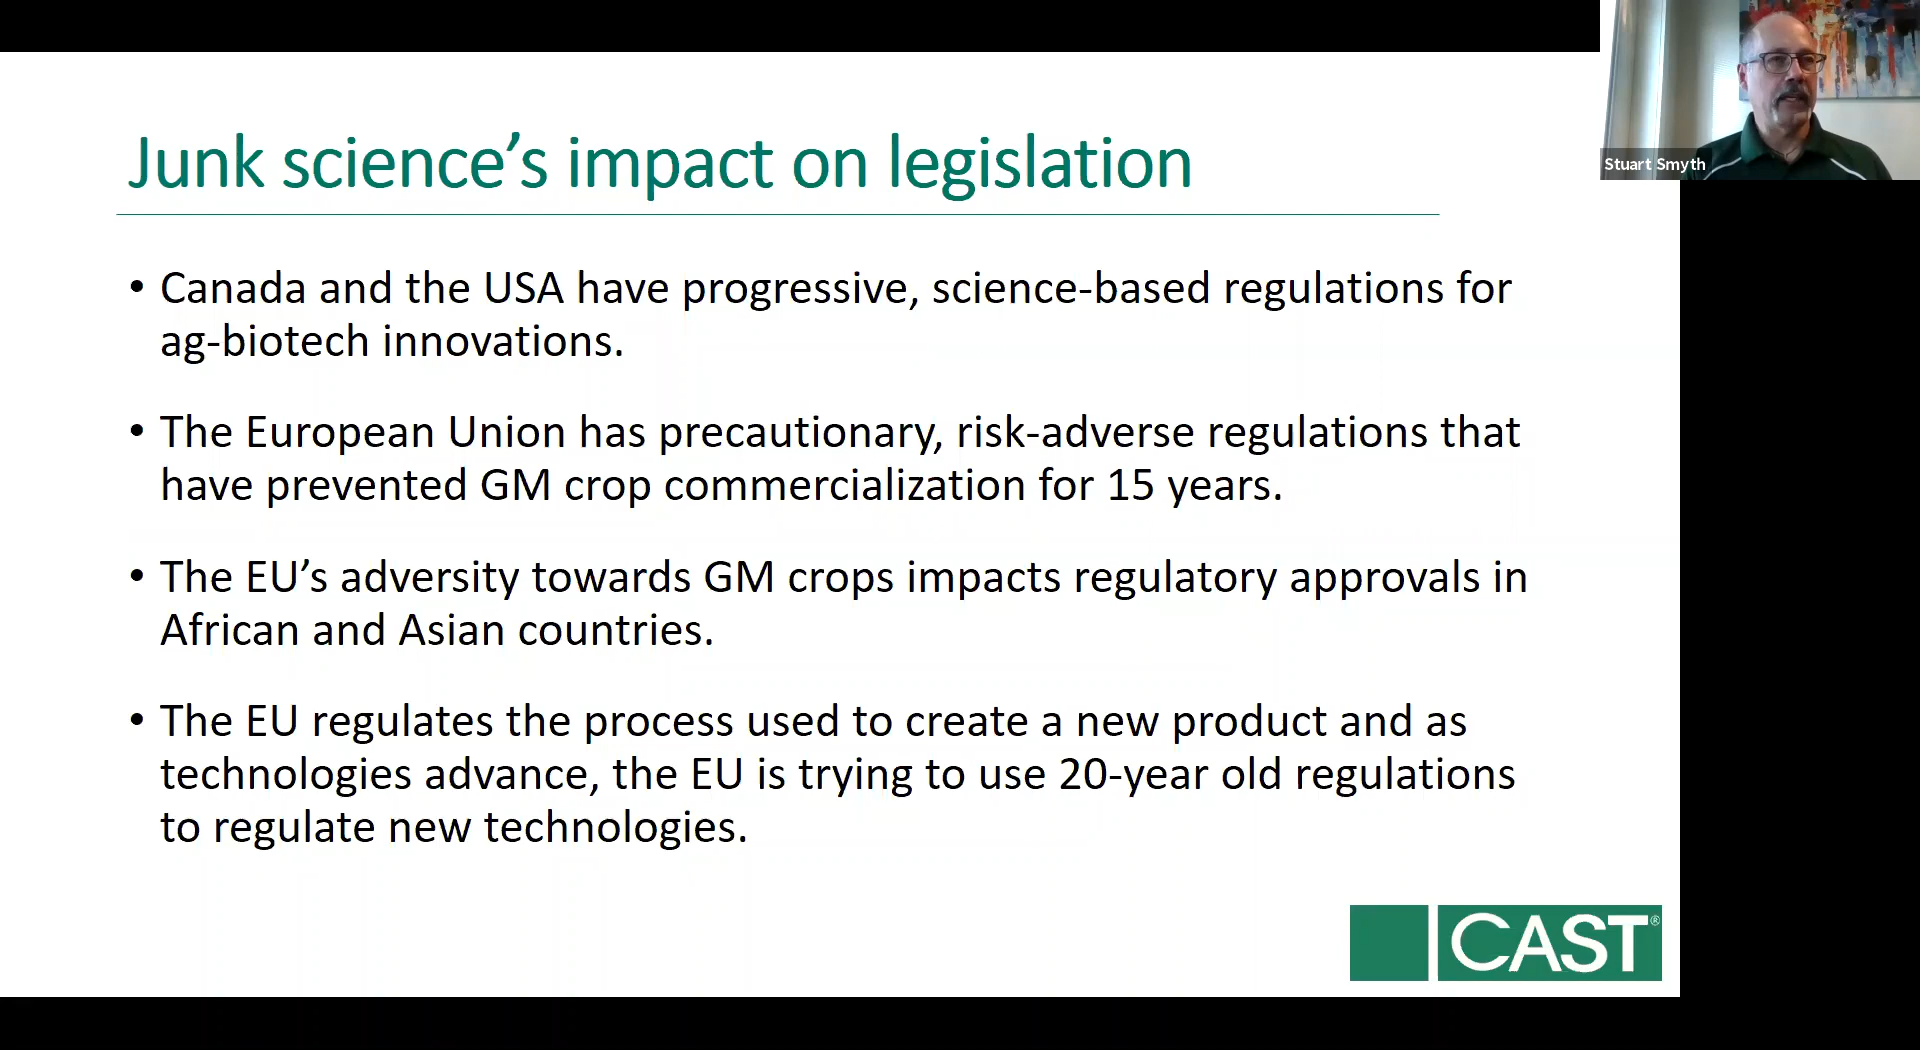 Junk science’s impact on legislation
Stuart Smyth
• Canada and the USA have progressive, science-based regulations for
ag-biotech innovations.
• The European Union has precautionary, risk-adverse regulations that
have prevented GM crop commercialization for 15 years.
• The EU’s adversity towards GM crops impacts regulatory approvals in
African and Asian countries.
• The EU regulates the process used to create a new product and as
technologies advance, the EU is trying to use 20-year old regulations
to regulate new technologies.
CAST®